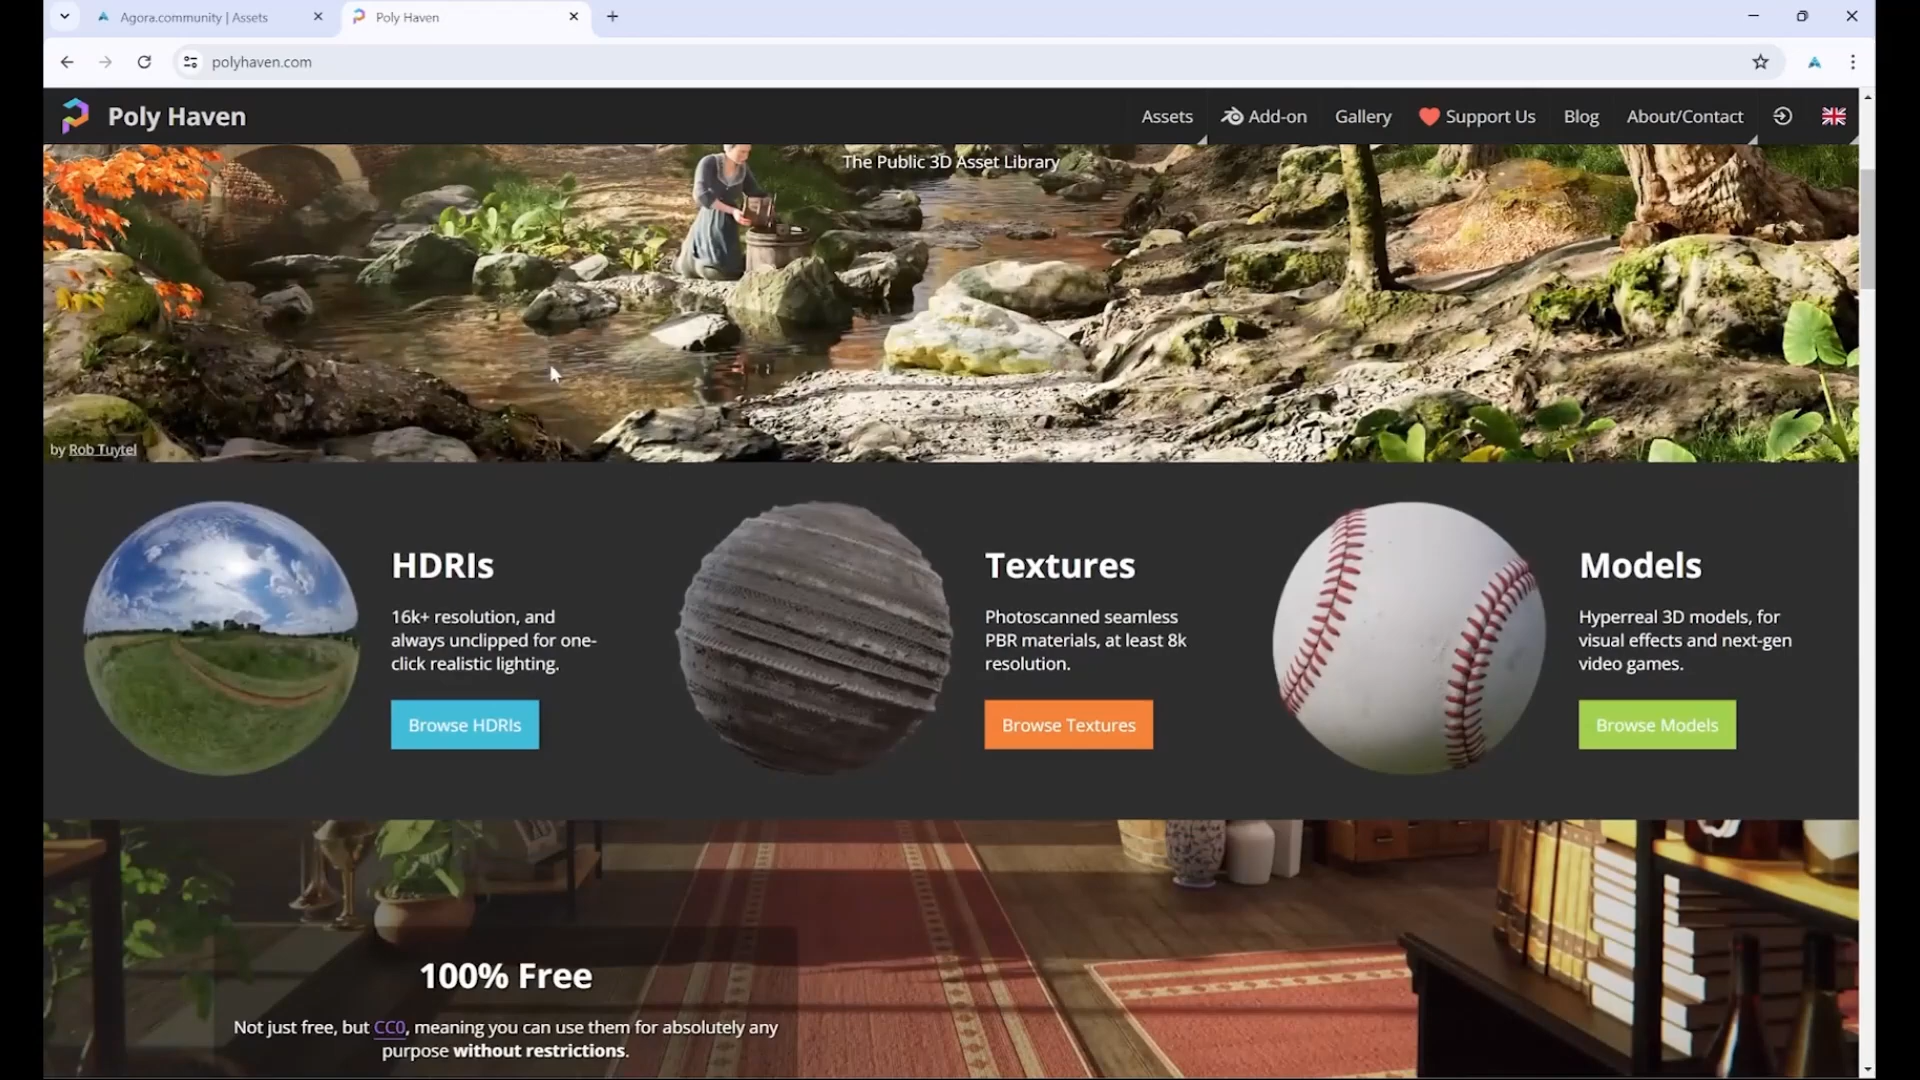 Agora.community | Assets
Poly Haven
polyhaven.com
Poly Haven
Assets
Add-on
Gallery
Support Us
Blog
About/Contact
The Public 3D Asset Library
by Rob Tuytel
HDRIs
16k+ resolution, and
always unclipped for one-
click realistic lighting.
Browse HDRIs
Textures
Photoscanned seamless
PBR materials, at least 8k
resolution.
Browse Textures
Models
Hyperreal 3D models, for
visual effects and next-gen
video games.
Browse Models
100% Free
Not just free, but CC0, meaning you can use them for absolutely any
purpose without restrictions.